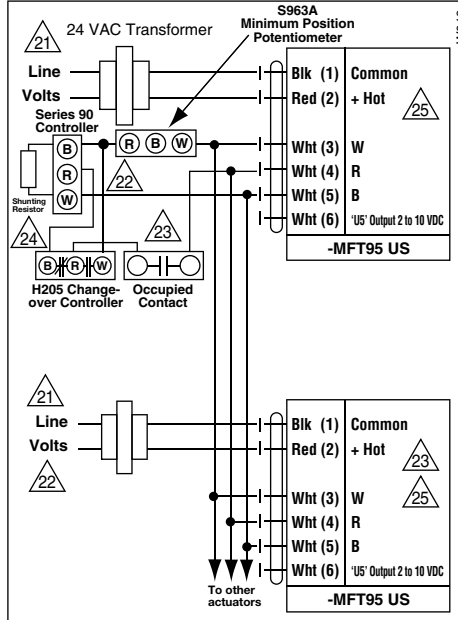 S963A
Minimum Position
Potentiometer
21
24 VAC Transformer
Line
Volts
Blk (1) Common
Red (2) + Hot
25
Series 90
Controller
B
R
W
R B W
Wht (3) W
Wht (4) R
Wht (5) B
Wht (6) 'U5' Output 2 to 10 VDC
-MFT95 US
Shunting
Resistor
22
24
23
B R W
H205 Change-
over Controller
Occupied
Contact
21
Line
Volts
22
Blk (1) Common
Red (2) + Hot
23
25
Wht (3) W
Wht (4) R
Wht (5) B
Wht (6) 'U5' Output 2 to 10 VDC
-MFT95 US
To other
actuators